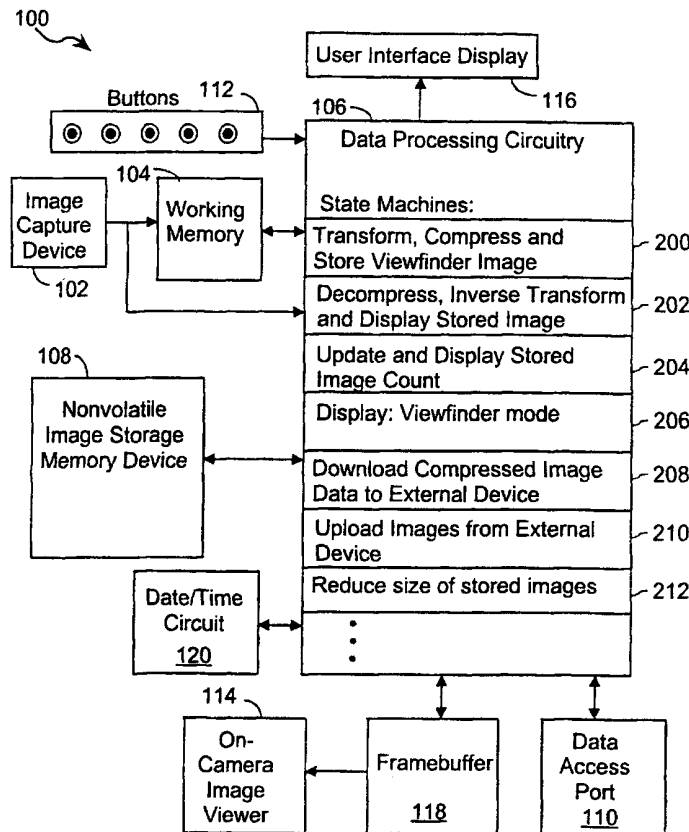 100
User Interface Display
116
Buttons
112
106
Data Processing Circuitry
State Machines:
Image
Capture
Device
102
104
Working
Memory
Transform, Compress and
Store Viewfinder Image
200
Decompress, Inverse Transform
and Display Stored Image
202
Update and Display Stored
Image Count
204
108
Nonvolatile
Image Storage
Memory Device
Display: Viewfinder mode
206
Download Compressed Image
Data to External Device
208
Upload Images from External
Device
210
Reduce size of stored images
212
Date/Time
Circuit
120
114
On-
Camera
Image
Viewer
Framebuffer
118
Data
Access
Port
110